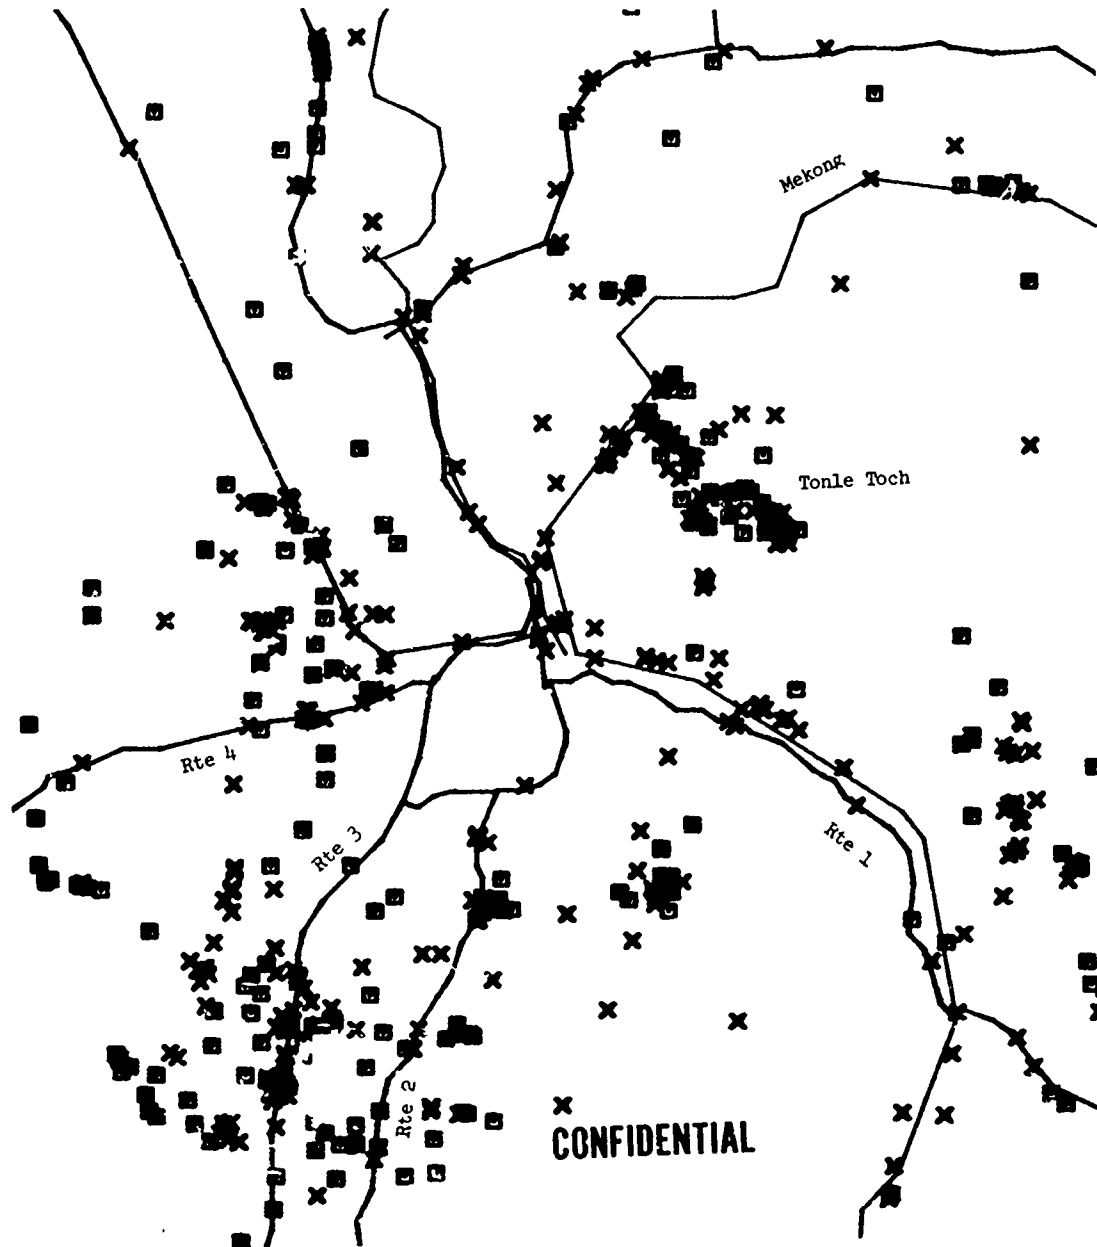 Mekong
Tonle Toch
Rte 4
Rte 3
Rte 1
Rte 2
CONFIDENTIAL